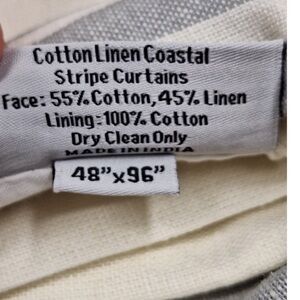 Cotton Linen Coastal
Stripe Curtains
Face: 55% Cotton, 45% Linen
Lining: 100% Cotton
Dry Clean Only
MADE IN INDIA
48”x96”